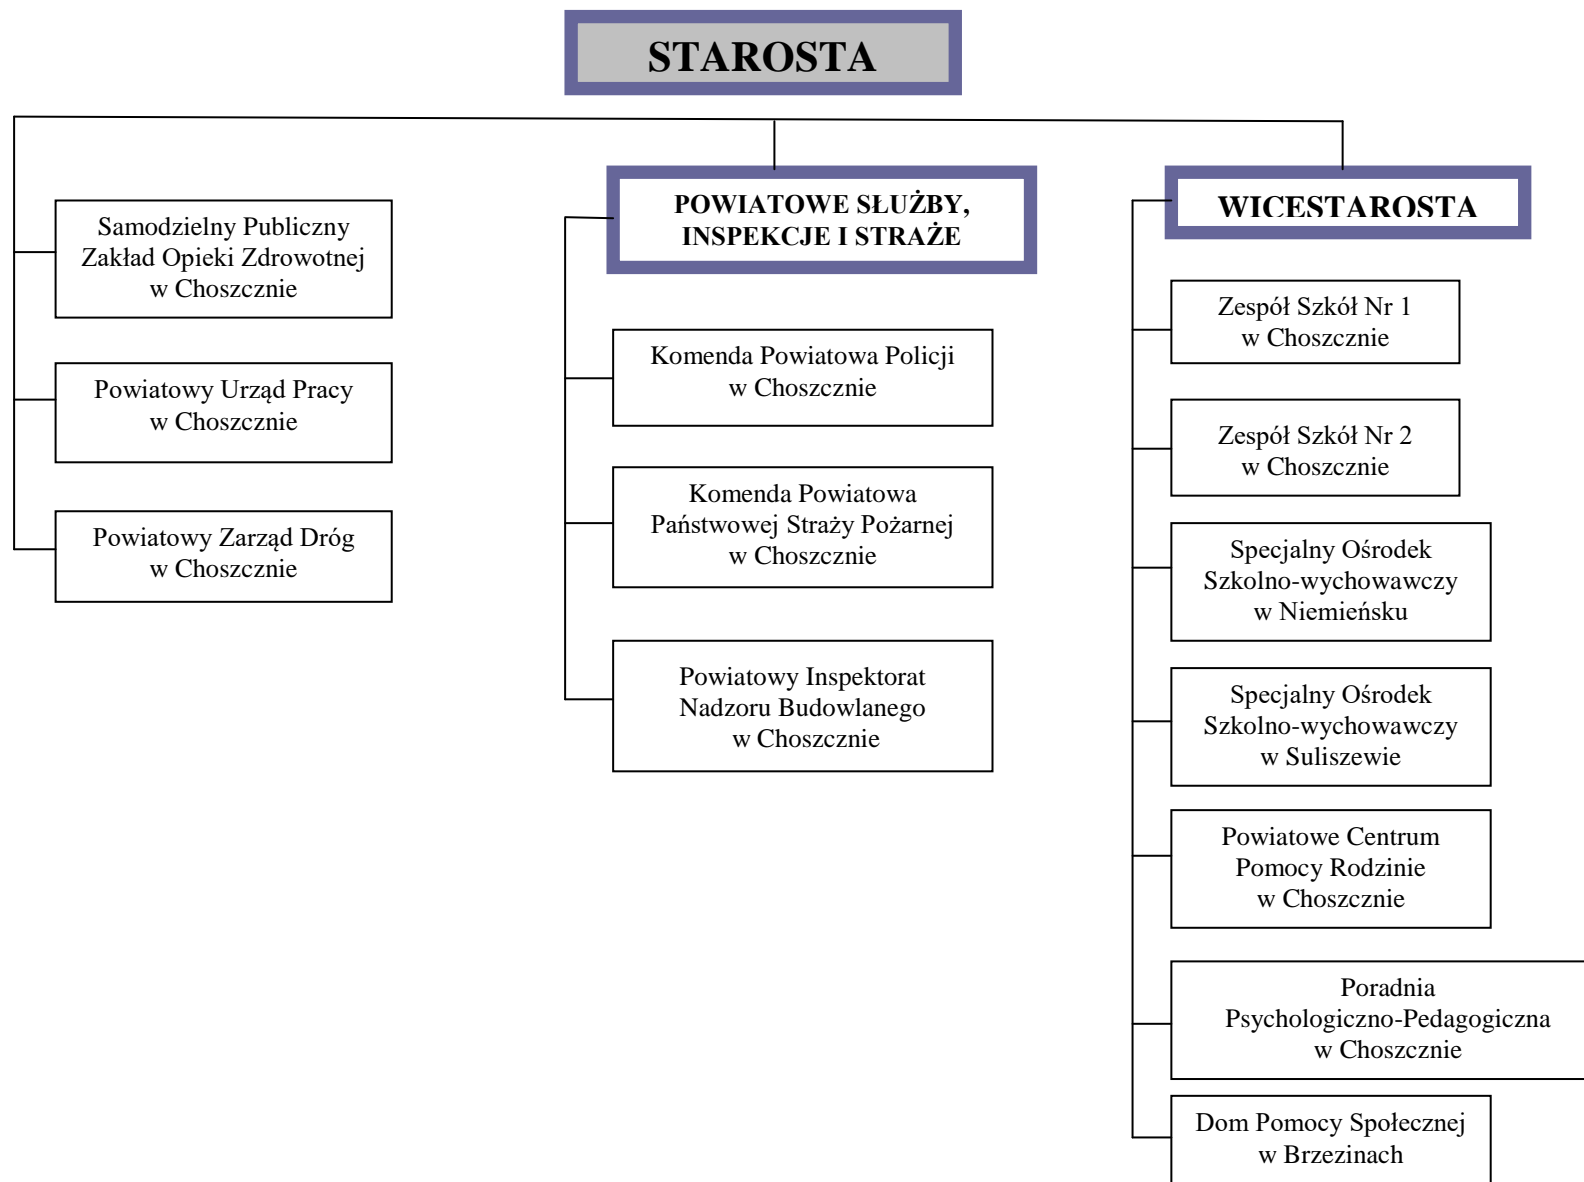 STAROSTA
Samodzielny Publiczny
Zakład Opieki Zdrowotnej
w Choszcznie
Powiatowy Urząd Pracy
w Choszcznie
Powiatowy Zarząd Dróg
w Choszcznie
POWIATOWE SŁUŻBY,
INSPEKCJE I STRAŻE
Komenda Powiatowa Policji
w Choszcznie
Komenda Powiatowa
Państwowej Straży Pożarnej
w Choszcznie
Powiatowy Inspektorat
Nadzoru Budowlanego
w Choszcznie
WICESTAROSTA
Zespół Szkół Nr 1
w Choszcznie
Zespół Szkół Nr 2
w Choszcznie
Specjalny Ośrodek
Szkolno-wychowawczy
w Niemieńsku
Specjalny Ośrodek
Szkolno-wychowawczy
w Suliszewie
Powiatowe Centrum
Pomocy Rodzinie
w Choszcznie
Poradnia
Psychologiczno-Pedagogiczna
w Choszcznie
Dom Pomocy Społecznej
w Brzezinach